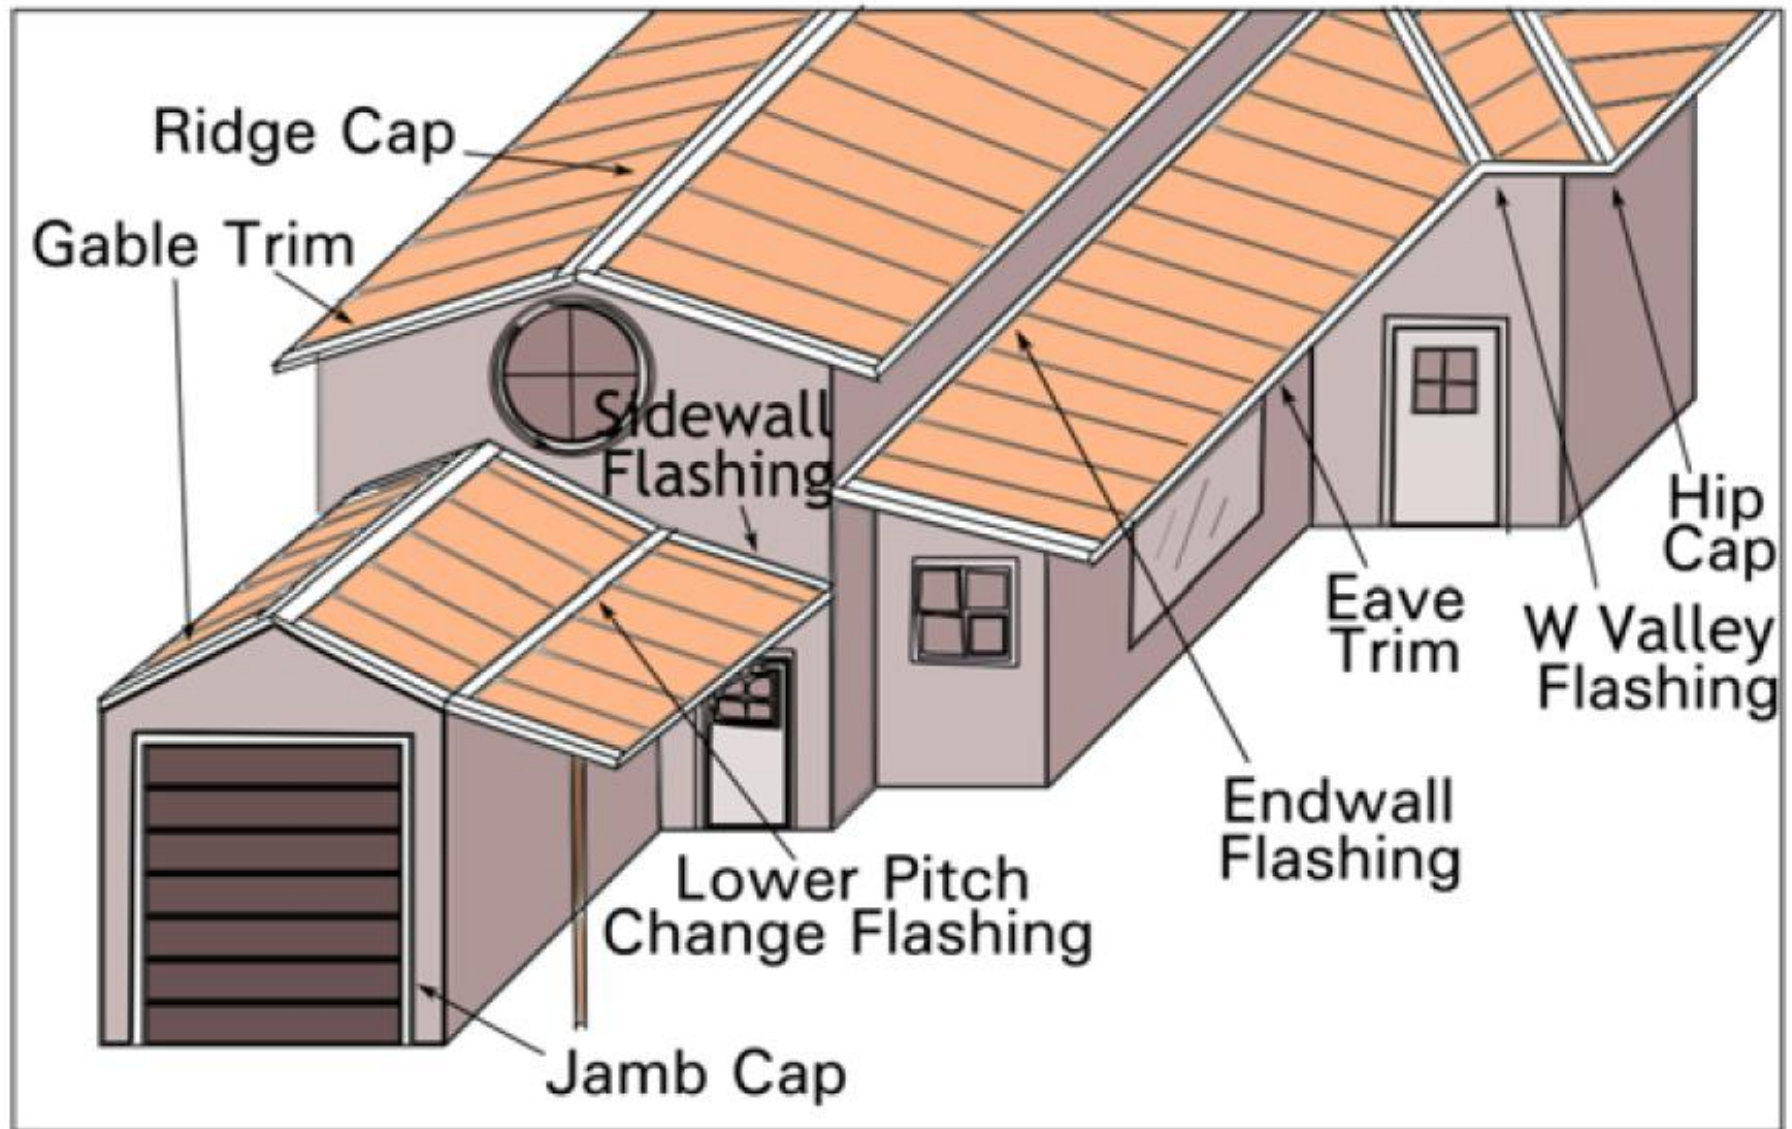 Ridge Cap
Gable Trim
Sidewall
Flashing
Hip
Cap
Eave
Trim
W Valley
Flashing
Endwall
Flashing
Lower Pitch
Change Flashing
Jamb Cap